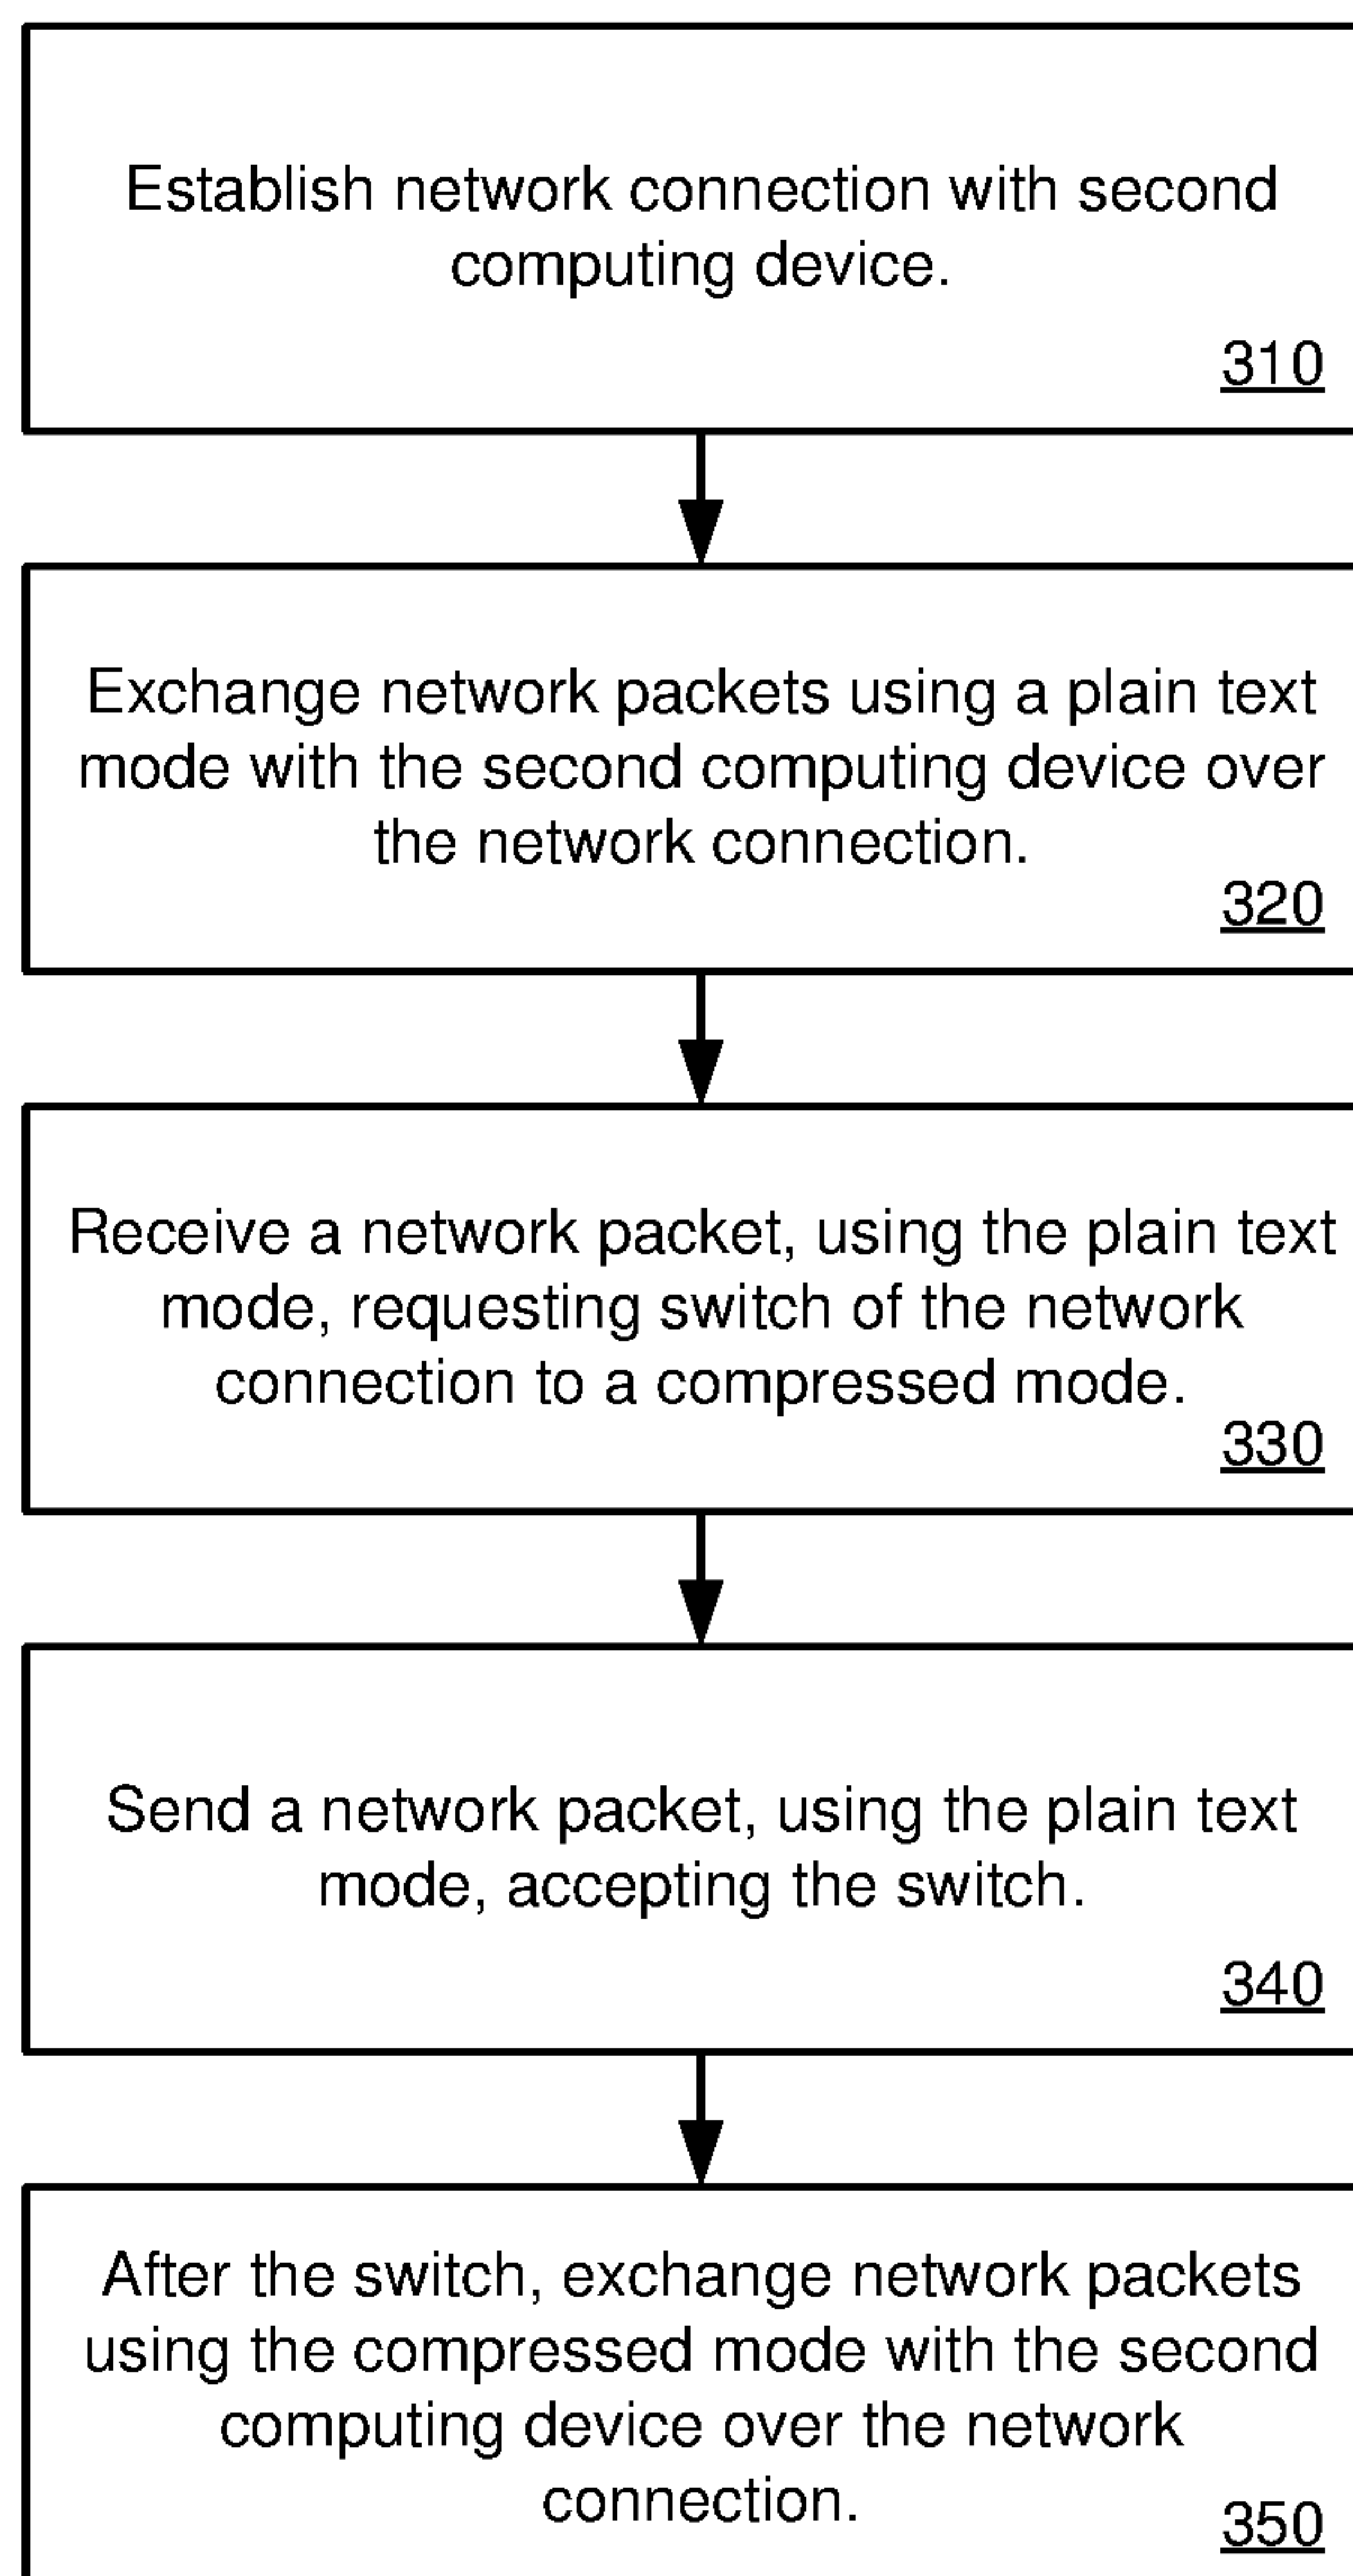 Establish network connection with second
computing device.
310
Exchange network packets using a plain text
mode with the second computing device over
the network connection.
320
Receive a network packet, using the plain text
mode, requesting switch of the network
connection to a compressed mode.
330
Send a network packet, using the plain text
mode, accepting the switch.
340
After the switch, exchange network packets
using the compressed mode with the second
computing device over the network
connection.
350